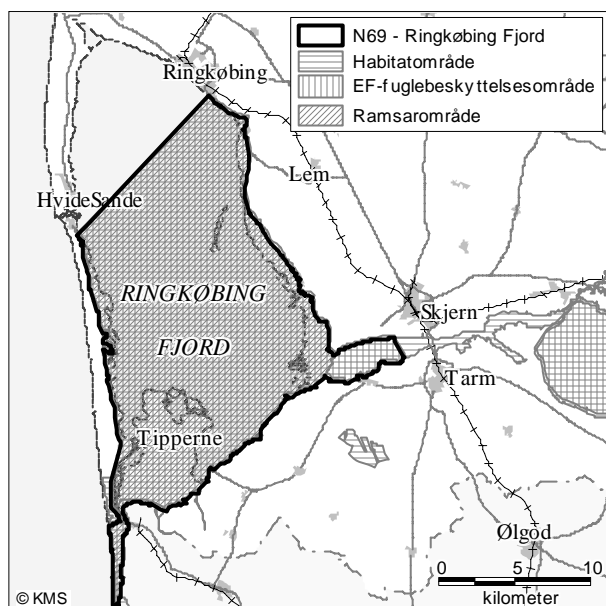 N69 - Ringkøbing Fjord
Habitatområde
EF-fuglebeskyttelsesområde
Ramsarområde
Ringkøbing
Lem
HvideSande
RINGKØBING
FJORD
Skjern
Tarm
Tipperne
Ølgod
0 5 10
kilometer
© KMS